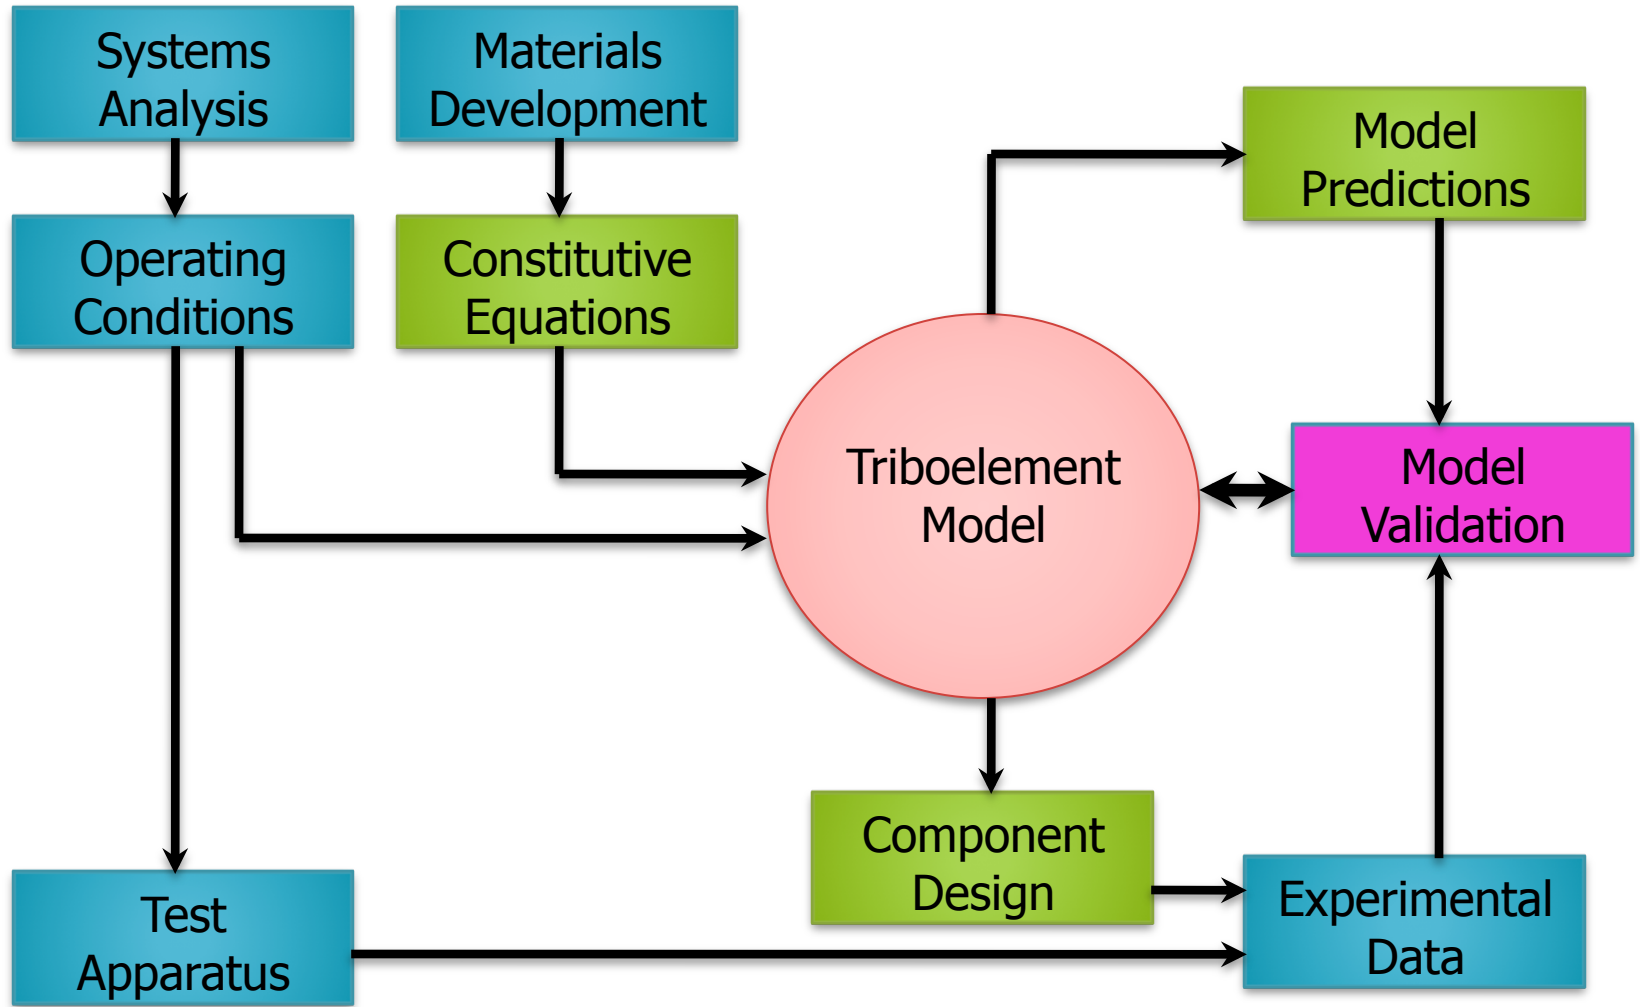 Systems
Analysis
Materials
Development
Model
Predictions
Operating
Conditions
Constitutive
Equations
Triboelement
Model
Model
Validation
Component
Design
Test
Apparatus
Experimental
Data